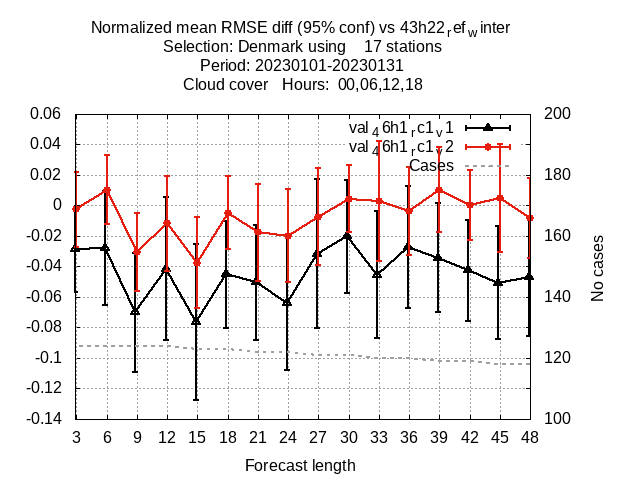 Normalized mean RMSE diff (95% conf) vs 43h22refwinter
Selection: Denmark using 17 stations
Period: 20230101-20230131
Cloud cover Hours: 00,06,12,18
0.06 200
val46h1rc1v1
0.04
val46h1rc1v2
Cases
0.02 180
0
-0.02 160
-0.04
-0.06 140
-0.08
-0.1 120
-0.12
-0.14 100
No cases
3 6 9 12 15 18 21 24 27 30 33 36 39 42 45 48
Forecast length